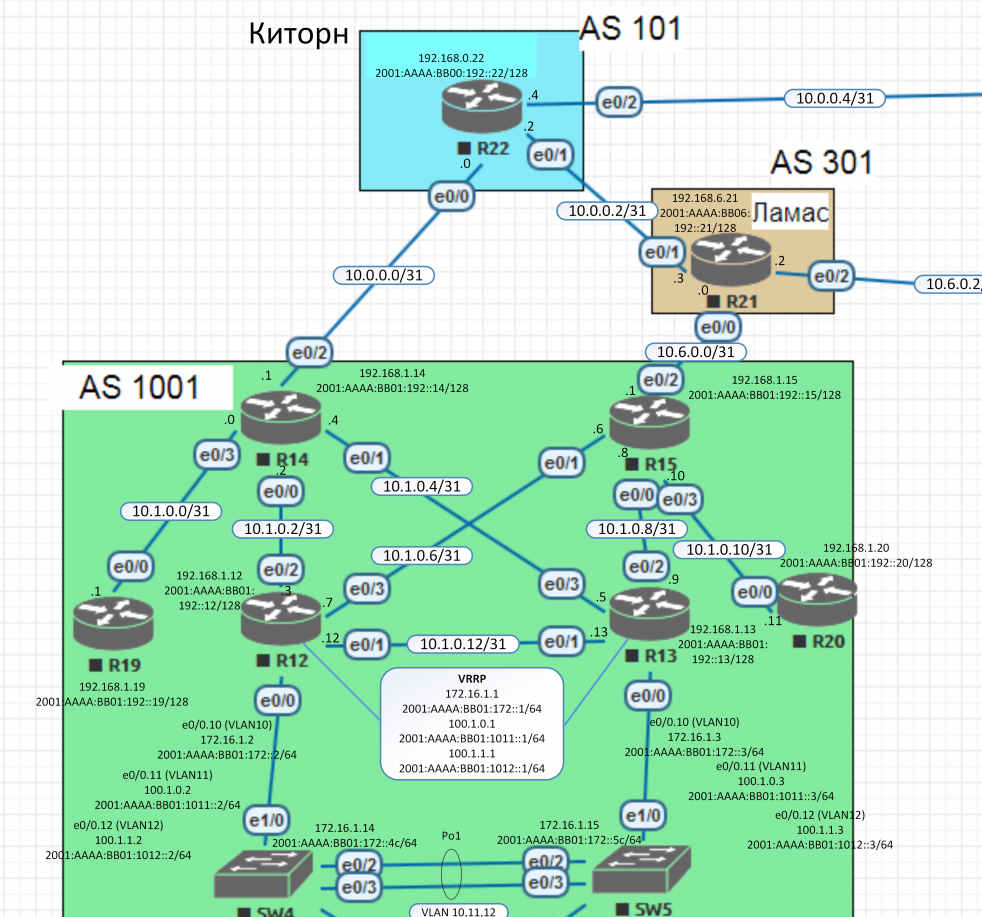 Киторн
AS 101
192.168.0.22
2001:AAAA:BB00:192::22/128
.4
e0/2
10.0.0.4/31
.2
R22
e0/1
.0
e0/0
AS 301
10.0.0.2/31
192.168.6.21
2001:AAAA:BB06:
192::21/128
Ламас
e0/1
.3
.2
e0/2
10.6.0.2/
.0
R21
e0/0
10.0.0.0/31
e0/2
10.6.0.0/31
e0/2
AS 1001
.1
192.168.1.14
2001:AAAA:BB01:192::14/128
.1
192.168.1.15
2001:AAAA:BB01:192::15/128
.0
.4
e0/3
R14
.2
e0/1
.6
e0/1
.8
R15
.10
e0/0
10.1.0.4/31
e0/0
e0/3
10.1.0.0/31
10.1.0.2/31
10.1.0.6/31
10.1.0.8/31
10.1.0.10/31
192.168.1.20
2001:AAAA:BB01:192::20/128
e0/0
e0/2
e0/3
e0/3
e0/2
.9
e0/0
.1
192.168.1.12
2001:AAAA:BB01:
192::12/128
.3
.7
.5
.11
R20
.12
e0/1
10.1.0.12/31
e0/1
.13
192.168.1.13
2001:AAAA:BB01:
192::13/128
R19
R12
R13
192.168.1.19
2001:AAAA:BB01:192::19/128
e0/0
e0/0
VRRP
172.16.1.1
2001:AAAA:BB01:172::1/64
100.1.0.1
2001:AAAA:BB01:1011::1/64
100.1.1.1
2001:AAAA:BB01:1012::1/64
e0/0.10 (VLAN10)
172.16.1.2
2001:AAAA:BB01:172::2/64
e0/0.10 (VLAN10)
172.16.1.3
2001:AAAA:BB01:172::3/64
e0/0.11 (VLAN11)
100.1.0.2
2001:AAAA:BB01:1011::2/64
e0/0.11 (VLAN11)
100.1.0.3
2001:AAAA:BB01:1011::3/64
e0/0.12 (VLAN12)
100.1.1.2
2001:AAAA:BB01:1012::2/64
e0/0.12 (VLAN12)
100.1.1.3
2001:AAAA:BB01:1012::3/64
e1/0
e1/0
172.16.1.14
2001:AAAA:BB01:172::4c/64
Po1
172.16.1.15
2001:AAAA:BB01:172::5c/64
e0/2
e0/2
e0/3
e0/3
SW4
VLAN 10,11,12
SW5